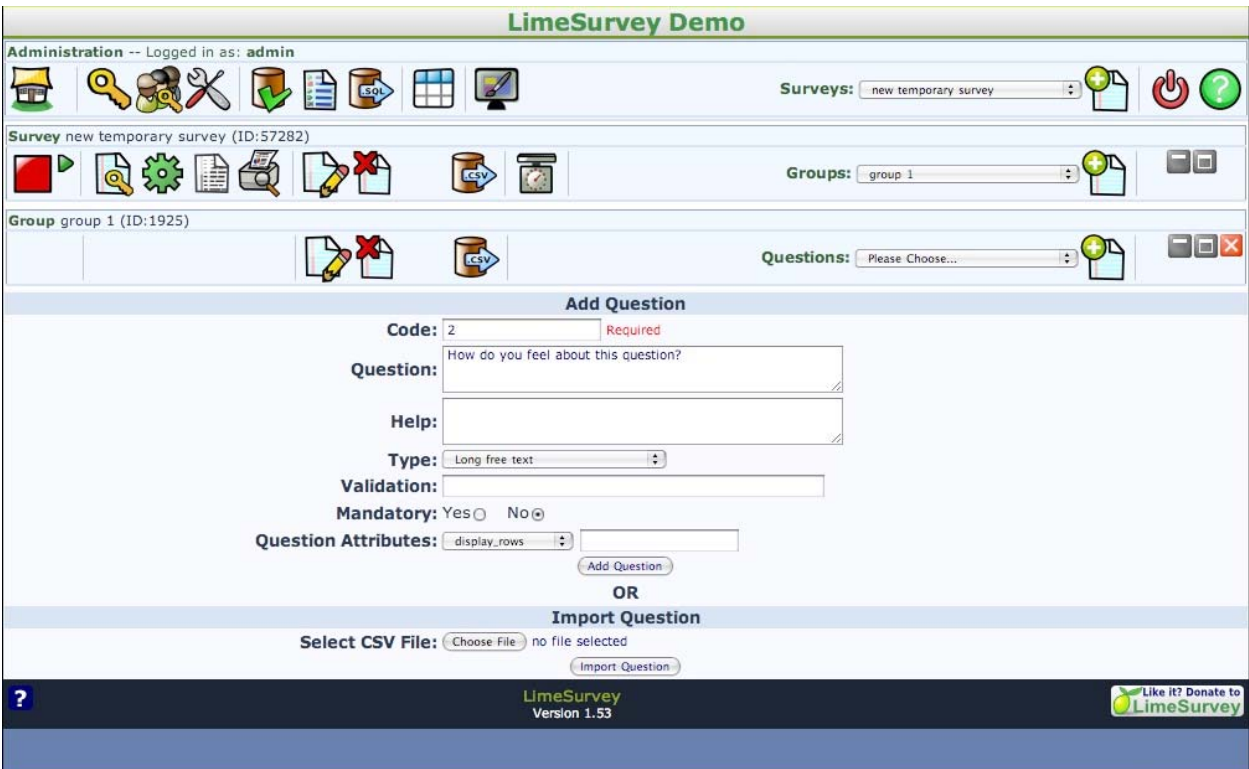 LimeSurvey Demo
Administration -- Logged in as: admin
.SQL
Surveys: new temporary survey
?
Survey new temporary survey (ID:57282)
.CSV
Groups: group 1
Group group 1 (ID:1925)
.CSV
Questions: Please Choose...
Add Question
Code: 2 Required
Question: How do you feel about this question?
Help:
Type: Long free text
Validation:
Mandatory: Yes No
Question Attributes: display_rows
Add Question
OR
Import Question
Select CSV File: Choose File no file selected
Import Question
? LimeSurvey Like it? Donate to
Version 1.53 LimeSurvey